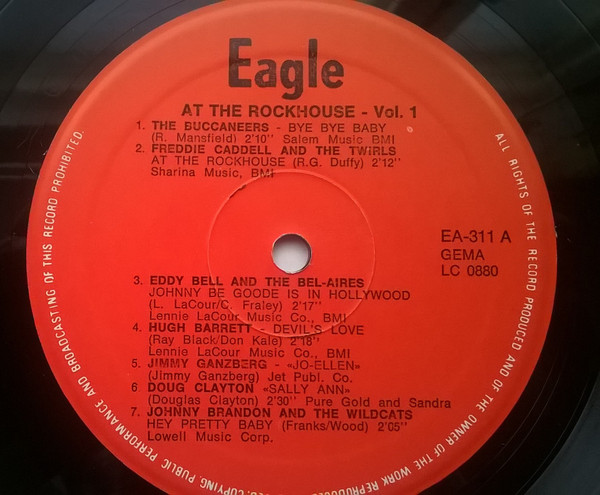 Eagle
AT THE ROCKHOUSE - Vol. 1
1. THE BUCCANEERS - BYE BYE BABY
(R. Mansfield) 2'10" Salem Music BMI
2. FREDDIE CADDELL AND THE TWIRLS
AT THE ROCKHOUSE (R.G. Duffy) 2'12"
Sharina Music, BMI
EA-311 A
GEMA
LC 0880
3. EDDY BELL AND THE BEL-AIRES
JOHNNY BE GOODE IS IN HOLLYWOOD
(L. LaCour/C. Fraley) 2'17"
Lennie LaCour Music Co., BMI
4. HUGH BARRETT - DEVIL'S LOVE
(Ray Black/Don Kale) 2'18"
Lennie LaCour Music Co., BMI
5. JIMMY GANZBERG - «JO-ELLEN»
(Jimmy Ganzberg) Jet Publ. Co.
6 DOUG CLAYTON «SALLY ANN»
(Douglas Clayton) 2'30" Pure Gold and Sandra
7. JOHNNY BRANDON AND THE WILDCATS
HEY PRETTY BABY (Franks/Wood) 2'05"
Lowell Music Corp.
ALL RIGHTS OF THE RECORD PRODUCER AND OF THE OWNER OF THE WORK REPRODUCED
COPYING PUBLIC PERFORMANCE AND BROADCASTING OF THIS RECORD PROHIBITED.